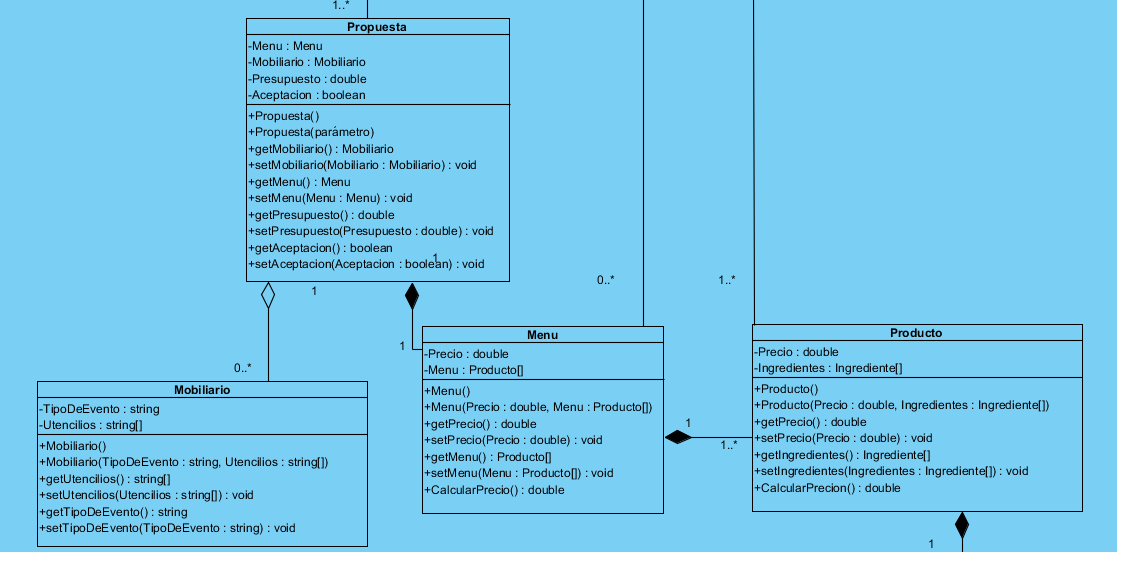 1..*
Propuesta
-Menu : Menu
-Mobiliario : Mobiliario
-Presupuesto : double
-Aceptacion : boolean
+Propuesta()
+Propuesta(parámetro)
+getMobiliario() : Mobiliario
+setMobiliario(Mobiliario : Mobiliario) : void
+getMenu() : Menu
+setMenu(Menu : Menu) : void
+getPresupuesto() : double
+setPresupuesto(Presupuesto : double) : void
+getAceptacion() : boolean
+setAceptacion(Aceptacion : boolean) : void
1
1
0..*
1..*
1
0..*
Mobiliario
-TipoDeEvento : string
-Utencilios : string[]
+Mobiliario()
+Mobiliario(TipoDeEvento : string, Utencilios : string[])
+getUtencilios() : string[]
+setUtencilios(Utencilios : string[]) : void
+getTipoDeEvento() : string
+setTipoDeEvento(TipoDeEvento : string) : void
Menu
-Precio : double
-Menu : Producto[]
+Menu()
+Menu(Precio : double, Menu : Producto[])
+getPrecio() : double
+setPrecio(Precio : double) : void
+getMenu() : Producto[]
+setMenu(Menu : Producto[]) : void
+CalcularPrecio() : double
1
1..*
Producto
-Precio : double
-Ingredientes : Ingrediente[]
+Producto()
+Producto(Precio : double, Ingredientes : Ingrediente[])
+getPrecio() : double
+setPrecio(Precio : double) : void
+getIngredientes() : Ingrediente[]
+setIngredientes(Ingredientes : Ingrediente[]) : void
+CalcularPrecion() : double
1